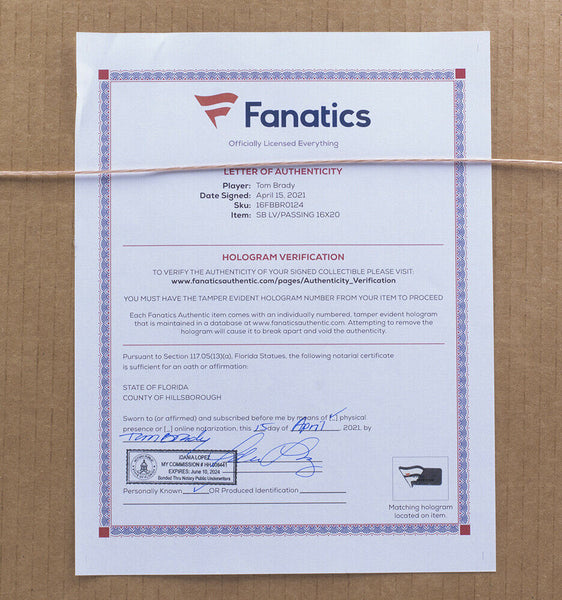 Fanatics
Officially Licensed Everything
LETTER OF AUTHENTICITY
Player: Tom Brady
Date Signed: April 15, 2021
Sku: 16FBBR0124
Item: SB LV/PASSING 16X20
HOLOGRAM VERIFICATION
TO VERIFY THE AUTHENTICITY OF YOUR SIGNED COLLECTIBLE PLEASE VISIT:
www.fanaticsauthentic.com/pages/Authenticity_Verification
YOU MUST HAVE THE TAMPER EVIDENT HOLOGRAM NUMBER FROM YOUR ITEM TO PROCEED
Each Fanatics Authentic item comes with an individually numbered, tamper evident hologram
that is maintained in a database at www.fanaticsauthentic.com. Attempting to remove the
hologram will cause it to break apart and void the authenticity.
Pursuant to Section 117.05(13)(a), Florida Statues, the following notarial certificate
is sufficient for an oath or affirmation:
STATE OF FLORIDA
COUNTY OF HILLSBOROUGH
Sworn to (or affirmed) and subscribed before me by means of [✓] physical
presence or [_] online notarization, this 15 day of April, 2021, by
Tom Brady
IDANIA LOPEZ
MY COMMISSION #
EXPIRES: June 10, 2024
Bonded Thru Notary Public Underwriters
Personally Known ✓ OR Produced Identification
Matching hologram
located on item.